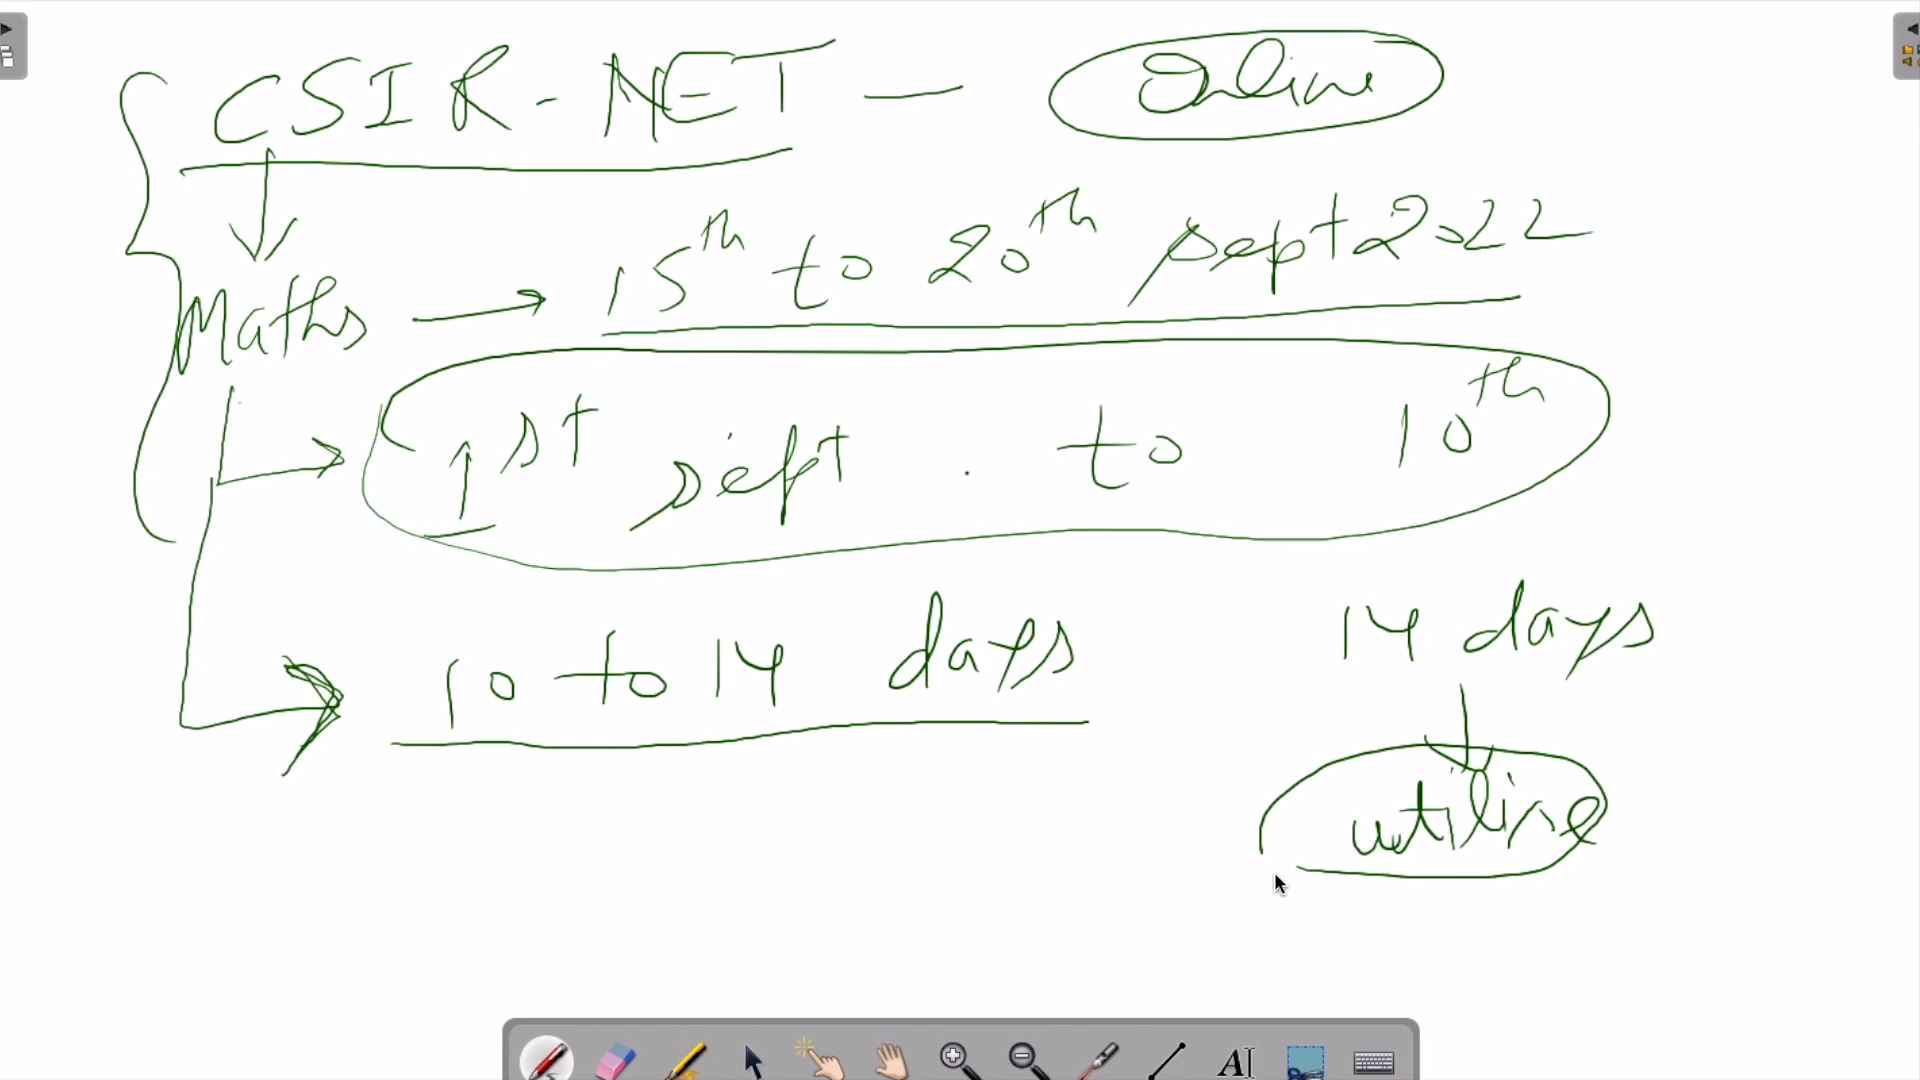 CSIR-NET — Online
Maths → 15th to 20th sept 2022
1st sept to 10th
10 to 14 days
14 days
utilise
AI